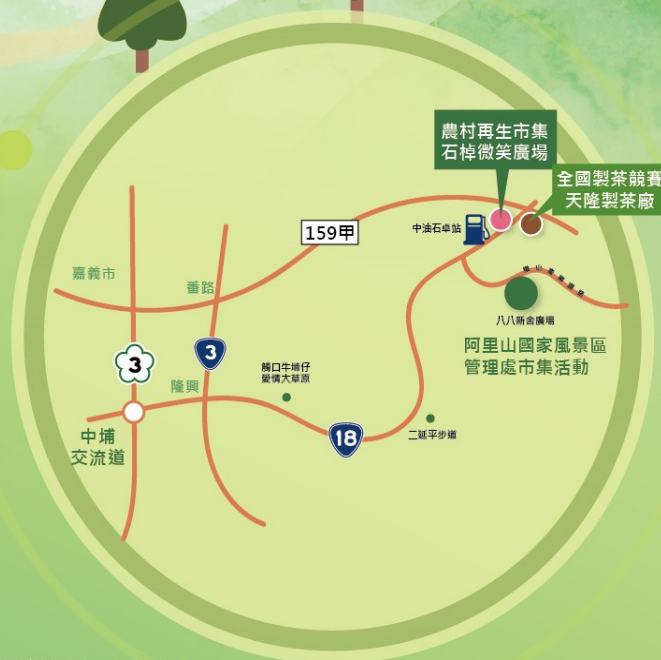 農村再生市集
石棹微笑廣場
全國製茶競賽
天隆製茶廠
159甲
中油石卓站
嘉義市
番路
八八新舍廣場
3
3
觸口牛埔仔
愛情大草原
阿里山國家風景區
管理處市集活動
隆興
18
二延平步道
中埔
交流道